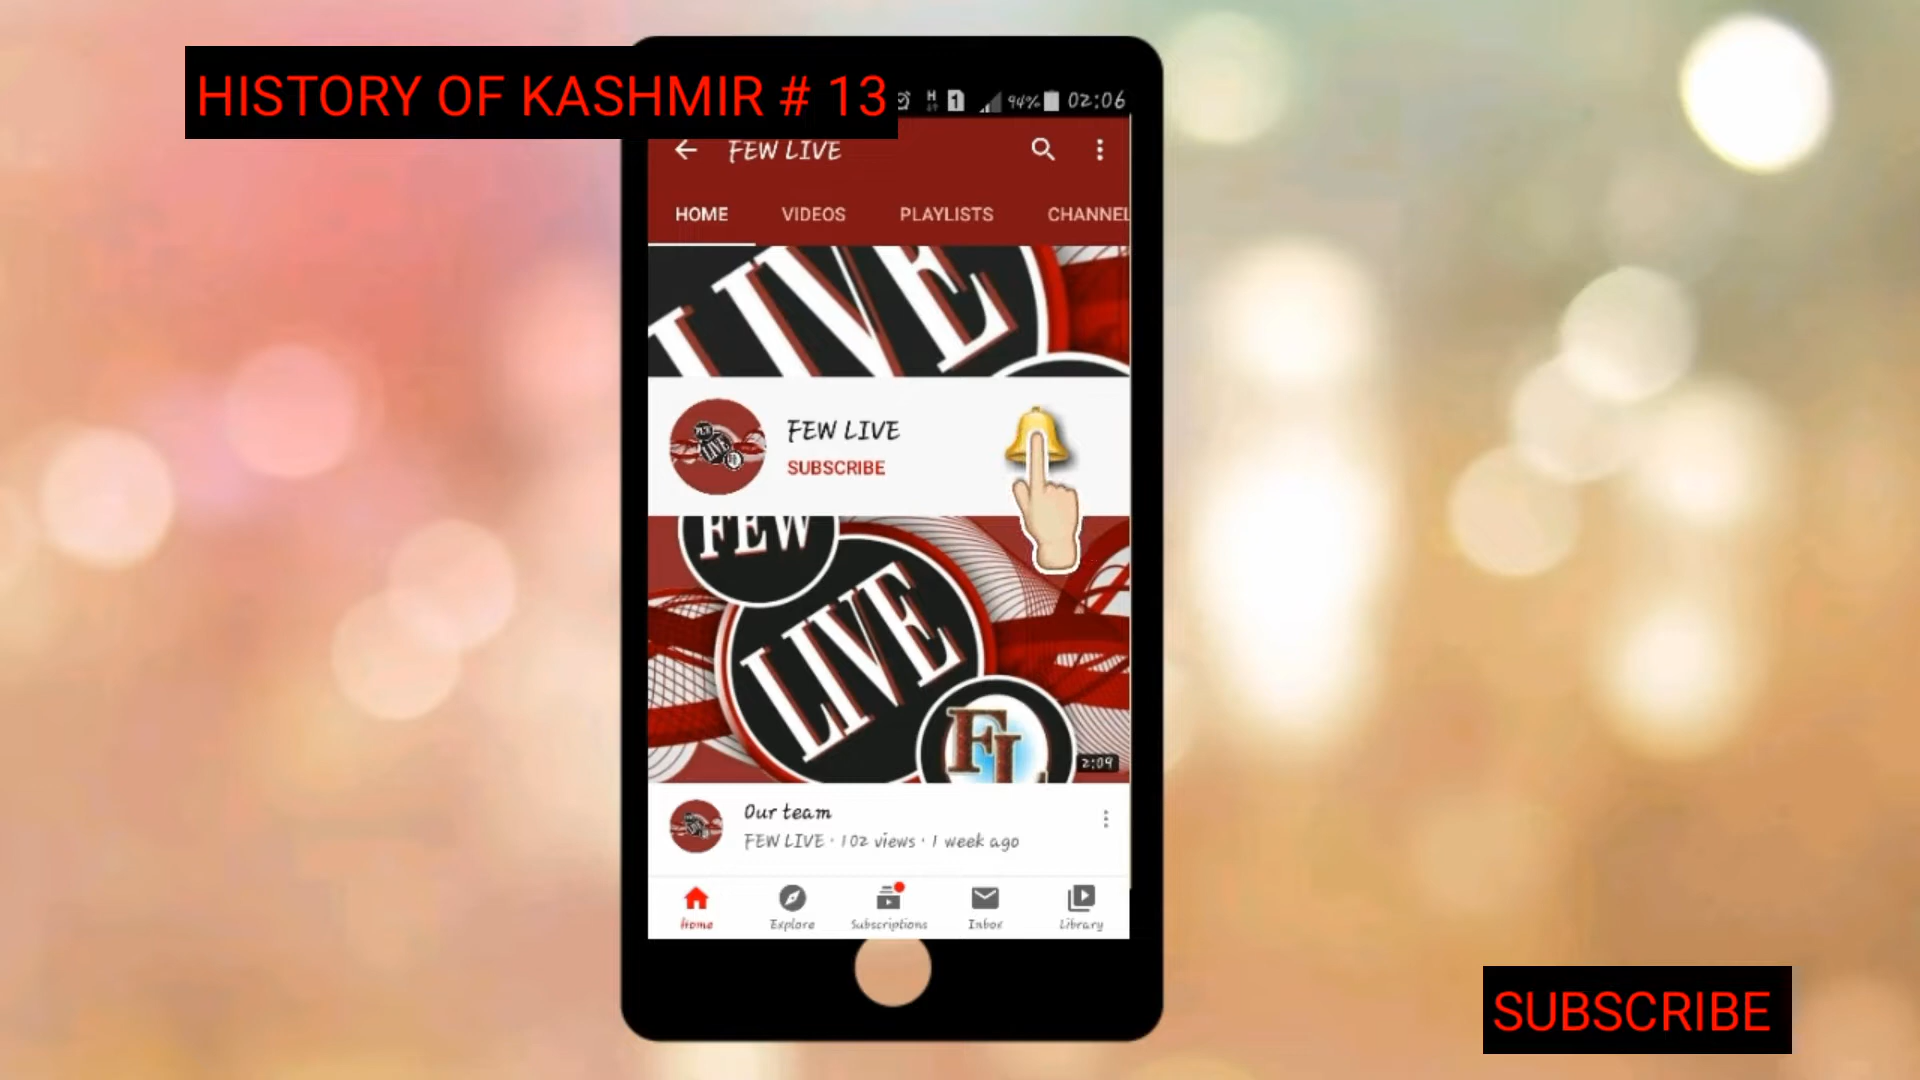 HISTORY OF KASHMIR # 13
H
1
94%
02:06
FEW LIVE
HOME VIDEOS PLAYLISTS CHANNEL
LIVE
FEW LIVE
SUBSCRIBE
FEW
LIVE
FL
2:09
Our team
FEW LIVE · 102 views · 1 week ago
Home Explore Subscriptions Inbox Library
SUBSCRIBE